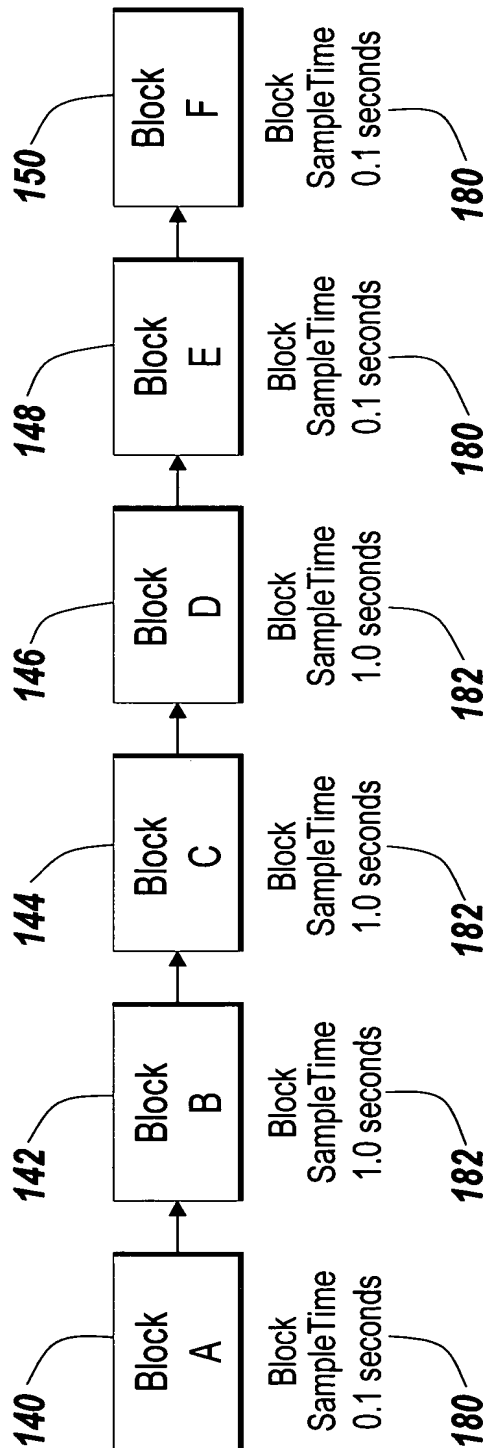 140
142
144
146
148
150
Block
A
Block
B
Block
C
Block
D
Block
E
Block
F
Block
SampleTime
0.1 seconds
Block
SampleTime
1.0 seconds
Block
SampleTime
1.0 seconds
Block
SampleTime
1.0 seconds
Block
SampleTime
0.1 seconds
Block
SampleTime
0.1 seconds
180
182
182
182
180
180